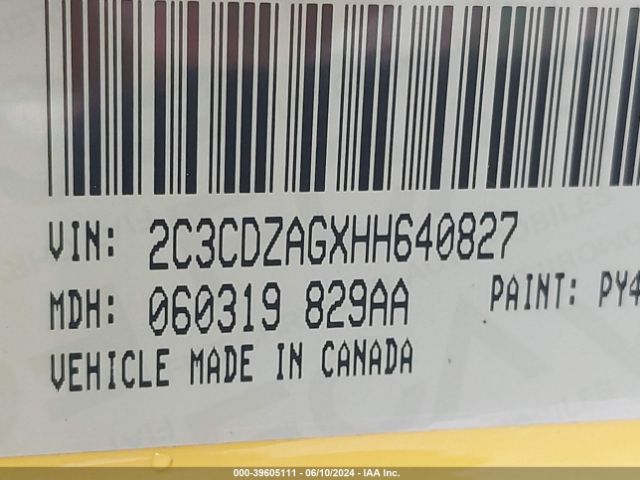 VIN: 2C3CDZAGXHH640827
MDH: 060319 829AA PAINT: PY4
VEHICLE MADE IN CANADA
000-39605111 - 06/10/2024 - IAA Inc.